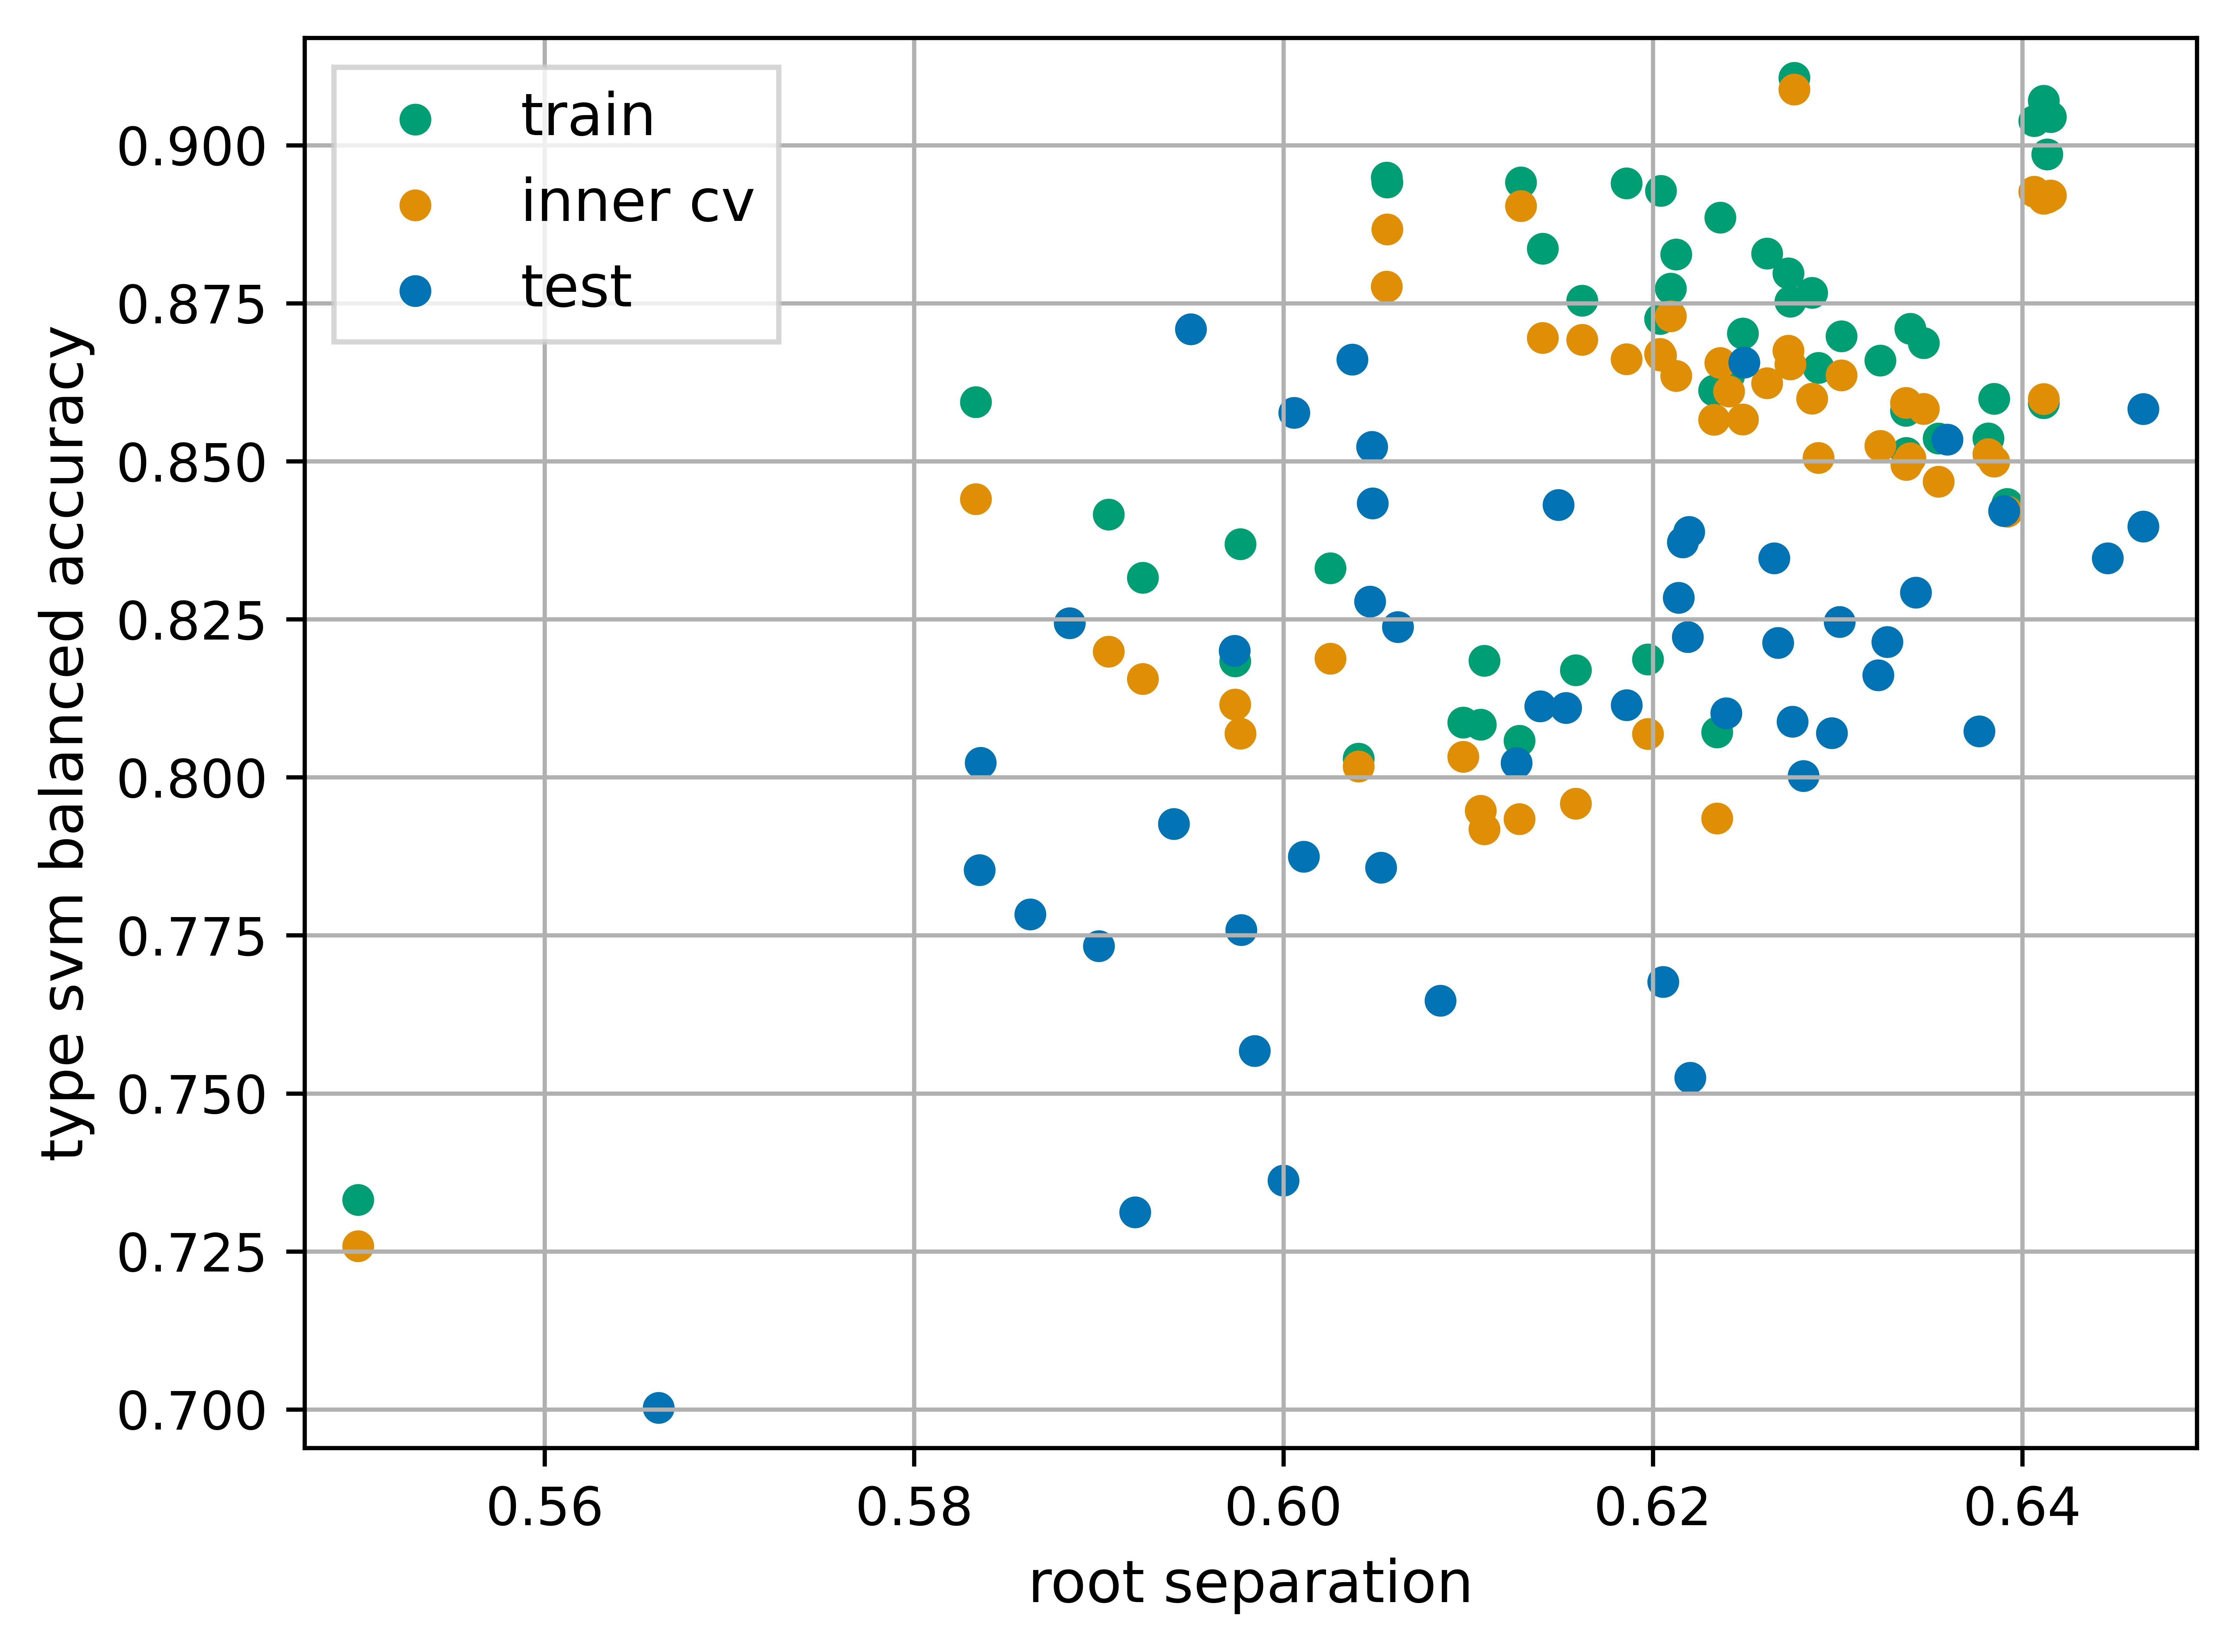 train
inner cv
test
type svm balanced accuracy
0.900
0.875
0.850
0.825
0.800
0.775
0.750
0.725
0.700
0.56 0.58 0.60 0.62 0.64
root separation